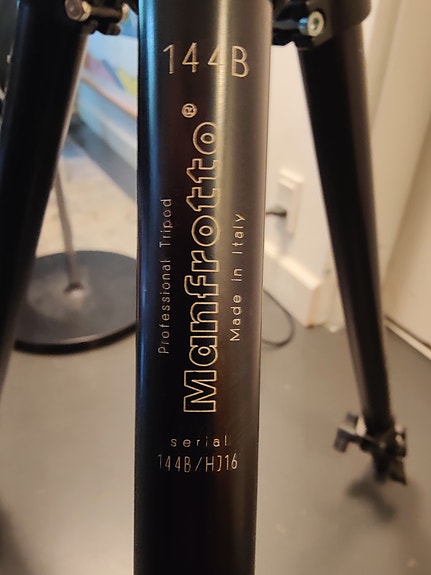 144B
Professional Tripod
Manfrotto®
Made in Italy
serial
144B/HJ16